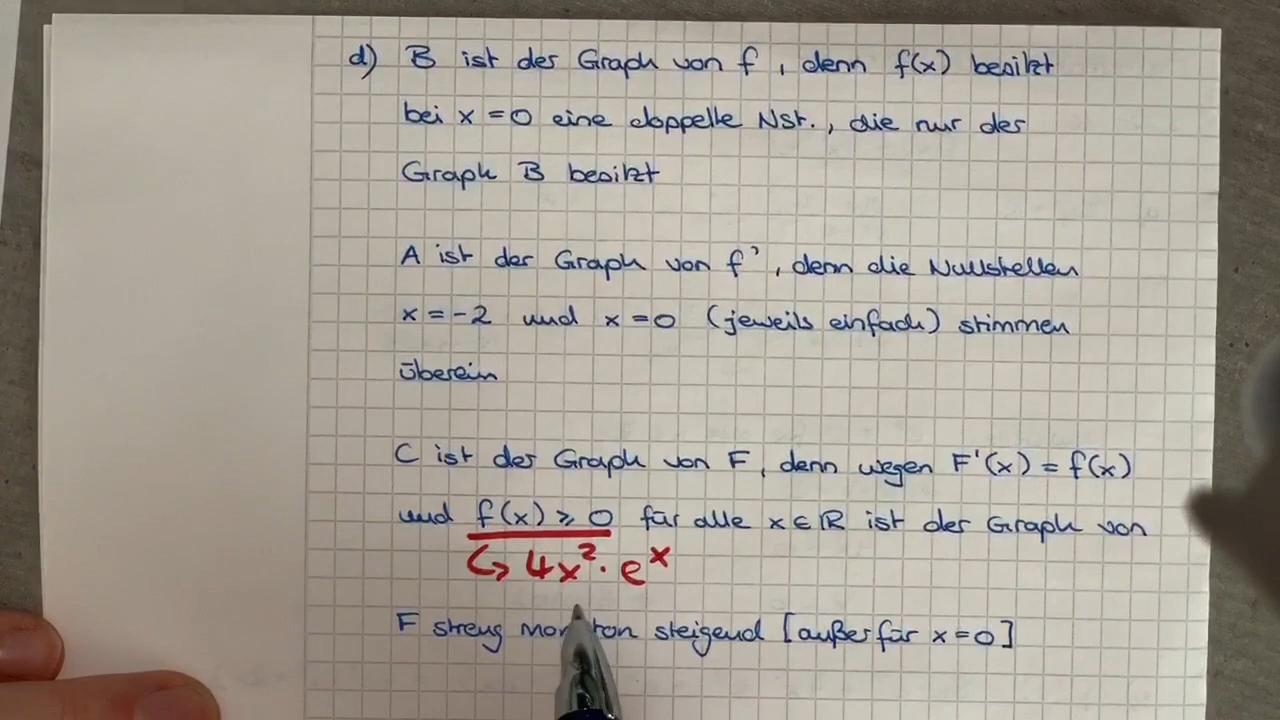 d) B ist der Graph von f, denn f(x) besitzt
bei x = 0 eine doppelte Nst., die nur der
Graph B besitzt
A ist der Graph von f', denn die Nullstellen
x = -2 und x = 0 (jeweils einfach) stimmen
überein
C ist der Graph von F, denn wegen F'(x) = f(x)
und f(x) ≥ 0 für alle x ∈ ℝ ist der Graph von
↪ 4x² · eˣ
F streng monoton steigend [außer für x = 0]